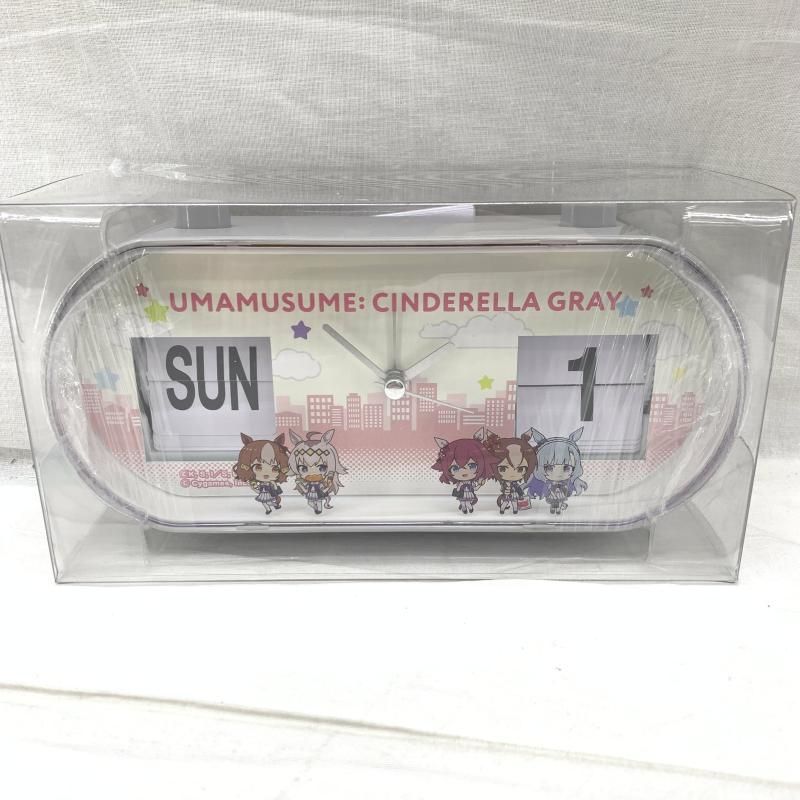 UMAMUSUME: CINDERELLA GRAY
SUN
1
© Cygames, Inc.